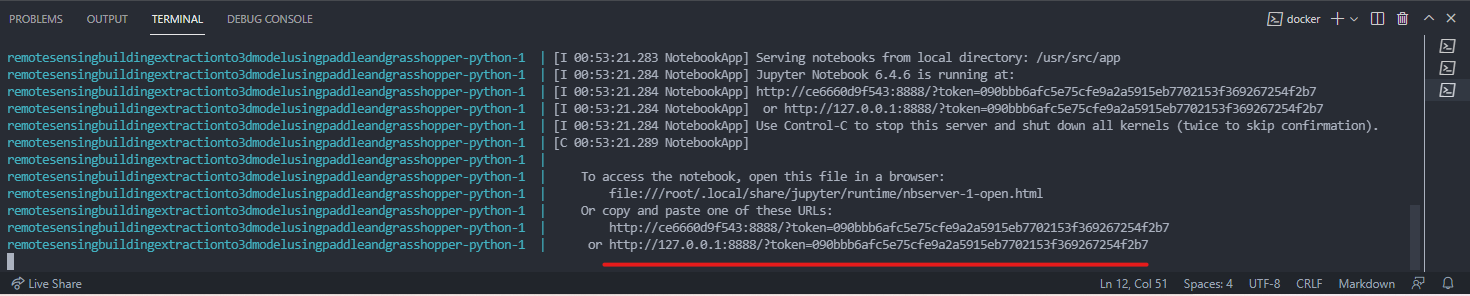 PROBLEMS OUTPUT TERMINAL DEBUG CONSOLE docker
remotesensingbuildingextractionto3dmodelusingpaddleandgrasshopper-python-1 | [I 00:53:21.283 NotebookApp] Serving notebooks from local directory: /usr/src/app
remotesensingbuildingextractionto3dmodelusingpaddleandgrasshopper-python-1 | [I 00:53:21.284 NotebookApp] Jupyter Notebook 6.4.6 is running at:
remotesensingbuildingextractionto3dmodelusingpaddleandgrasshopper-python-1 | [I 00:53:21.284 NotebookApp] http://ce6660d9f543:8888/?token=090bbb6afc5e75cfe9a2a5915eb7702153f369267254f2b7
remotesensingbuildingextractionto3dmodelusingpaddleandgrasshopper-python-1 | [I 00:53:21.284 NotebookApp]  or http://127.0.0.1:8888/?token=090bbb6afc5e75cfe9a2a5915eb7702153f369267254f2b7
remotesensingbuildingextractionto3dmodelusingpaddleandgrasshopper-python-1 | [I 00:53:21.284 NotebookApp] Use Control-C to stop this server and shut down all kernels (twice to skip confirmation).
remotesensingbuildingextractionto3dmodelusingpaddleandgrasshopper-python-1 | [C 00:53:21.289 NotebookApp]
remotesensingbuildingextractionto3dmodelusingpaddleandgrasshopper-python-1 |
remotesensingbuildingextractionto3dmodelusingpaddleandgrasshopper-python-1 |     To access the notebook, open this file in a browser:
remotesensingbuildingextractionto3dmodelusingpaddleandgrasshopper-python-1 |         file:///root/.local/share/jupyter/runtime/nbserver-1-open.html
remotesensingbuildingextractionto3dmodelusingpaddleandgrasshopper-python-1 |     Or copy and paste one of these URLs:
remotesensingbuildingextractionto3dmodelusingpaddleandgrasshopper-python-1 |         http://ce6660d9f543:8888/?token=090bbb6afc5e75cfe9a2a5915eb7702153f369267254f2b7
remotesensingbuildingextractionto3dmodelusingpaddleandgrasshopper-python-1 |      or http://127.0.0.1:8888/?token=090bbb6afc5e75cfe9a2a5915eb7702153f369267254f2b7
Live Share Ln 12, Col 51 Spaces: 4 UTF-8 CRLF Markdown